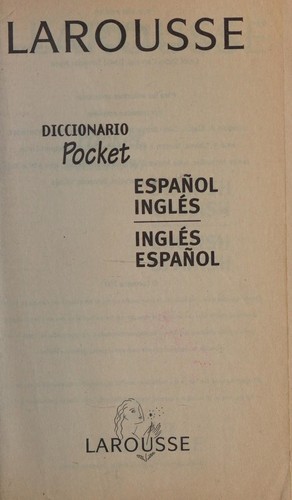 LAROUSSE
DICCIONARIO
Pocket
ESPAÑOL
INGLÉS
INGLÉS
ESPAÑOL
LAROUSSE